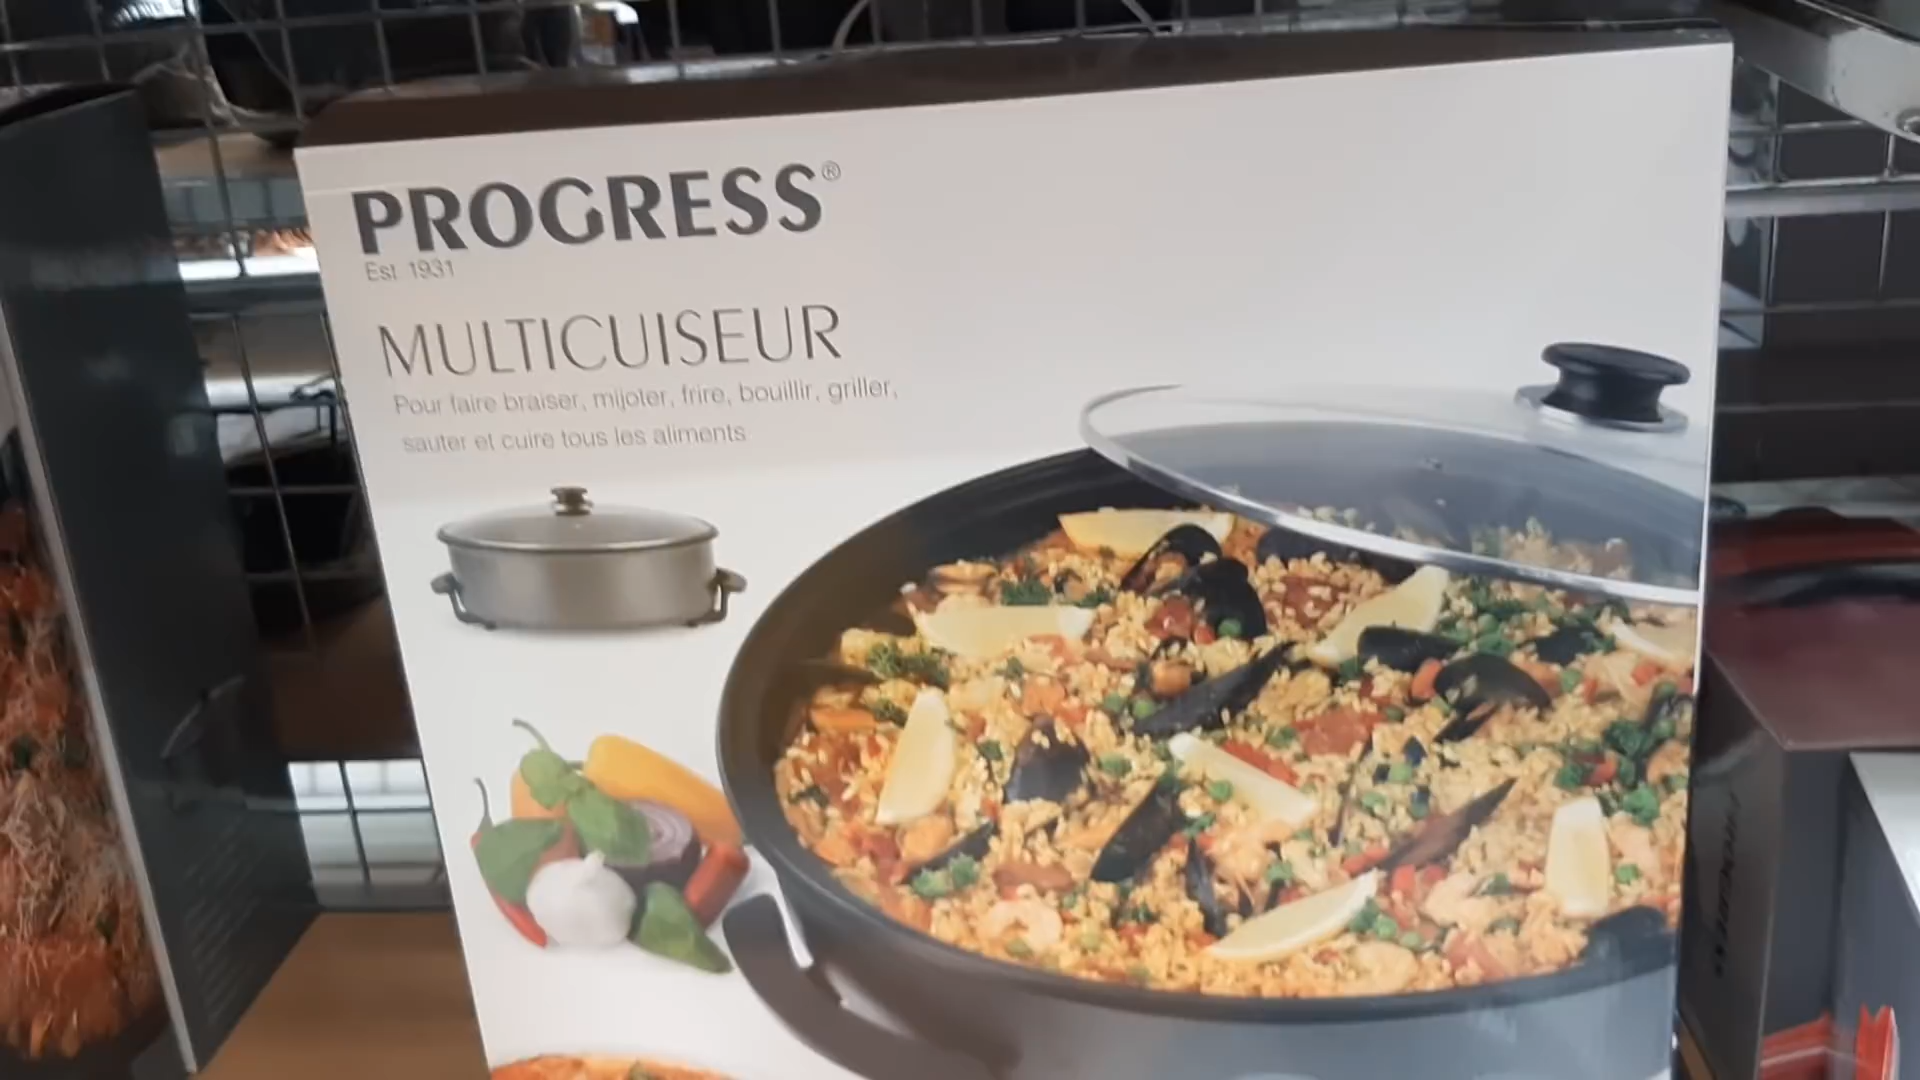 PROGRESS®
Est 1931
MULTICUISEUR
Pour faire braiser, mijoter, frire, bouillir, griller,
sauter et cuire tous les aliments